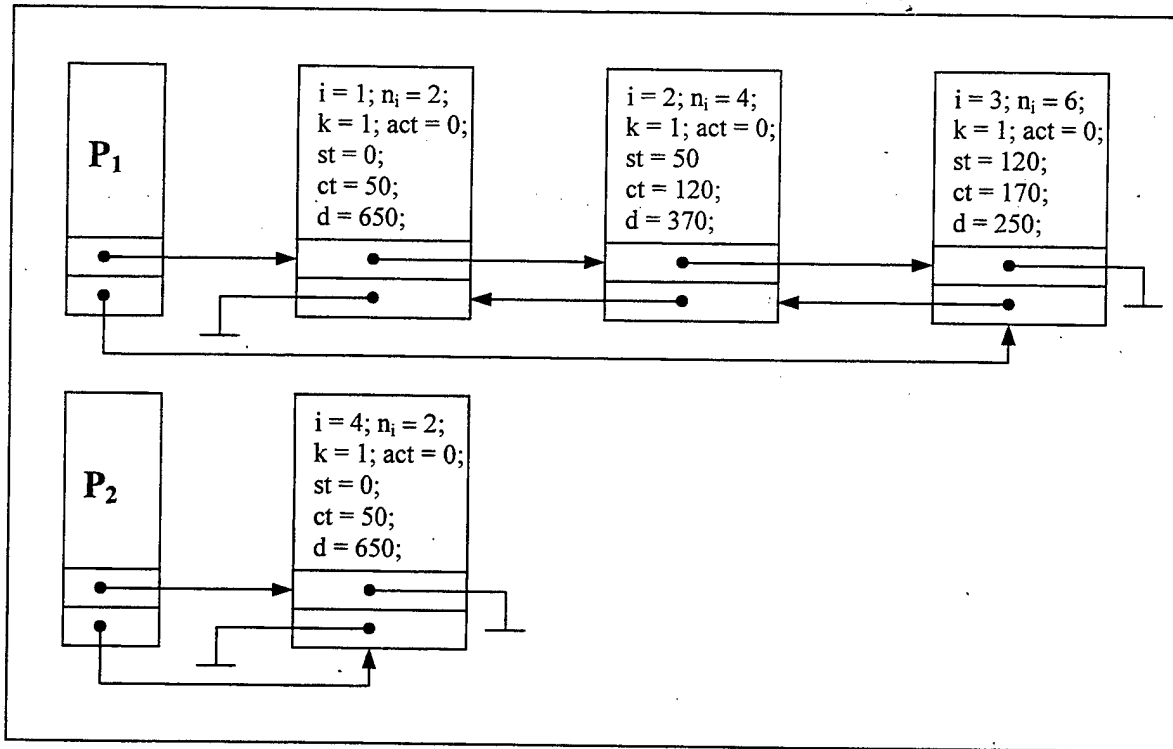 P₁
i = 1; nᵢ = 2;
k = 1; act = 0;
st = 0;
ct = 50;
d = 650;
i = 2; nᵢ = 4;
k = 1; act = 0;
st = 50
ct = 120;
d = 370;
i = 3; nᵢ = 6;
k = 1; act = 0;
st = 120;
ct = 170;
d = 250;
P₂
i = 4; nᵢ = 2;
k = 1; act = 0;
st = 0;
ct = 50;
d = 650;